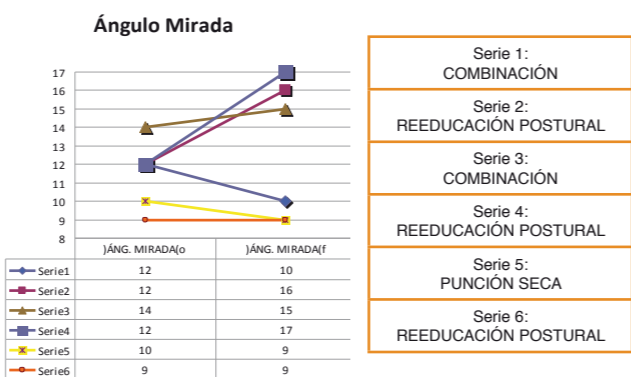 Ángulo Mirada
17
16
15
14
13
12
11
10
9
8
)ÁNG. MIRADA(o )ÁNG. MIRADA(f
Serie1 12 10
Serie2 12 16
Serie3 14 15
Serie4 12 17
Serie5 10 9
Serie6 9 9
Serie 1:
COMBINACIÓN
Serie 2:
REEDUCACIÓN POSTURAL
Serie 3:
COMBINACIÓN
Serie 4:
REEDUCACIÓN POSTURAL
Serie 5:
PUNCIÓN SECA
Serie 6:
REEDUCACIÓN POSTURAL